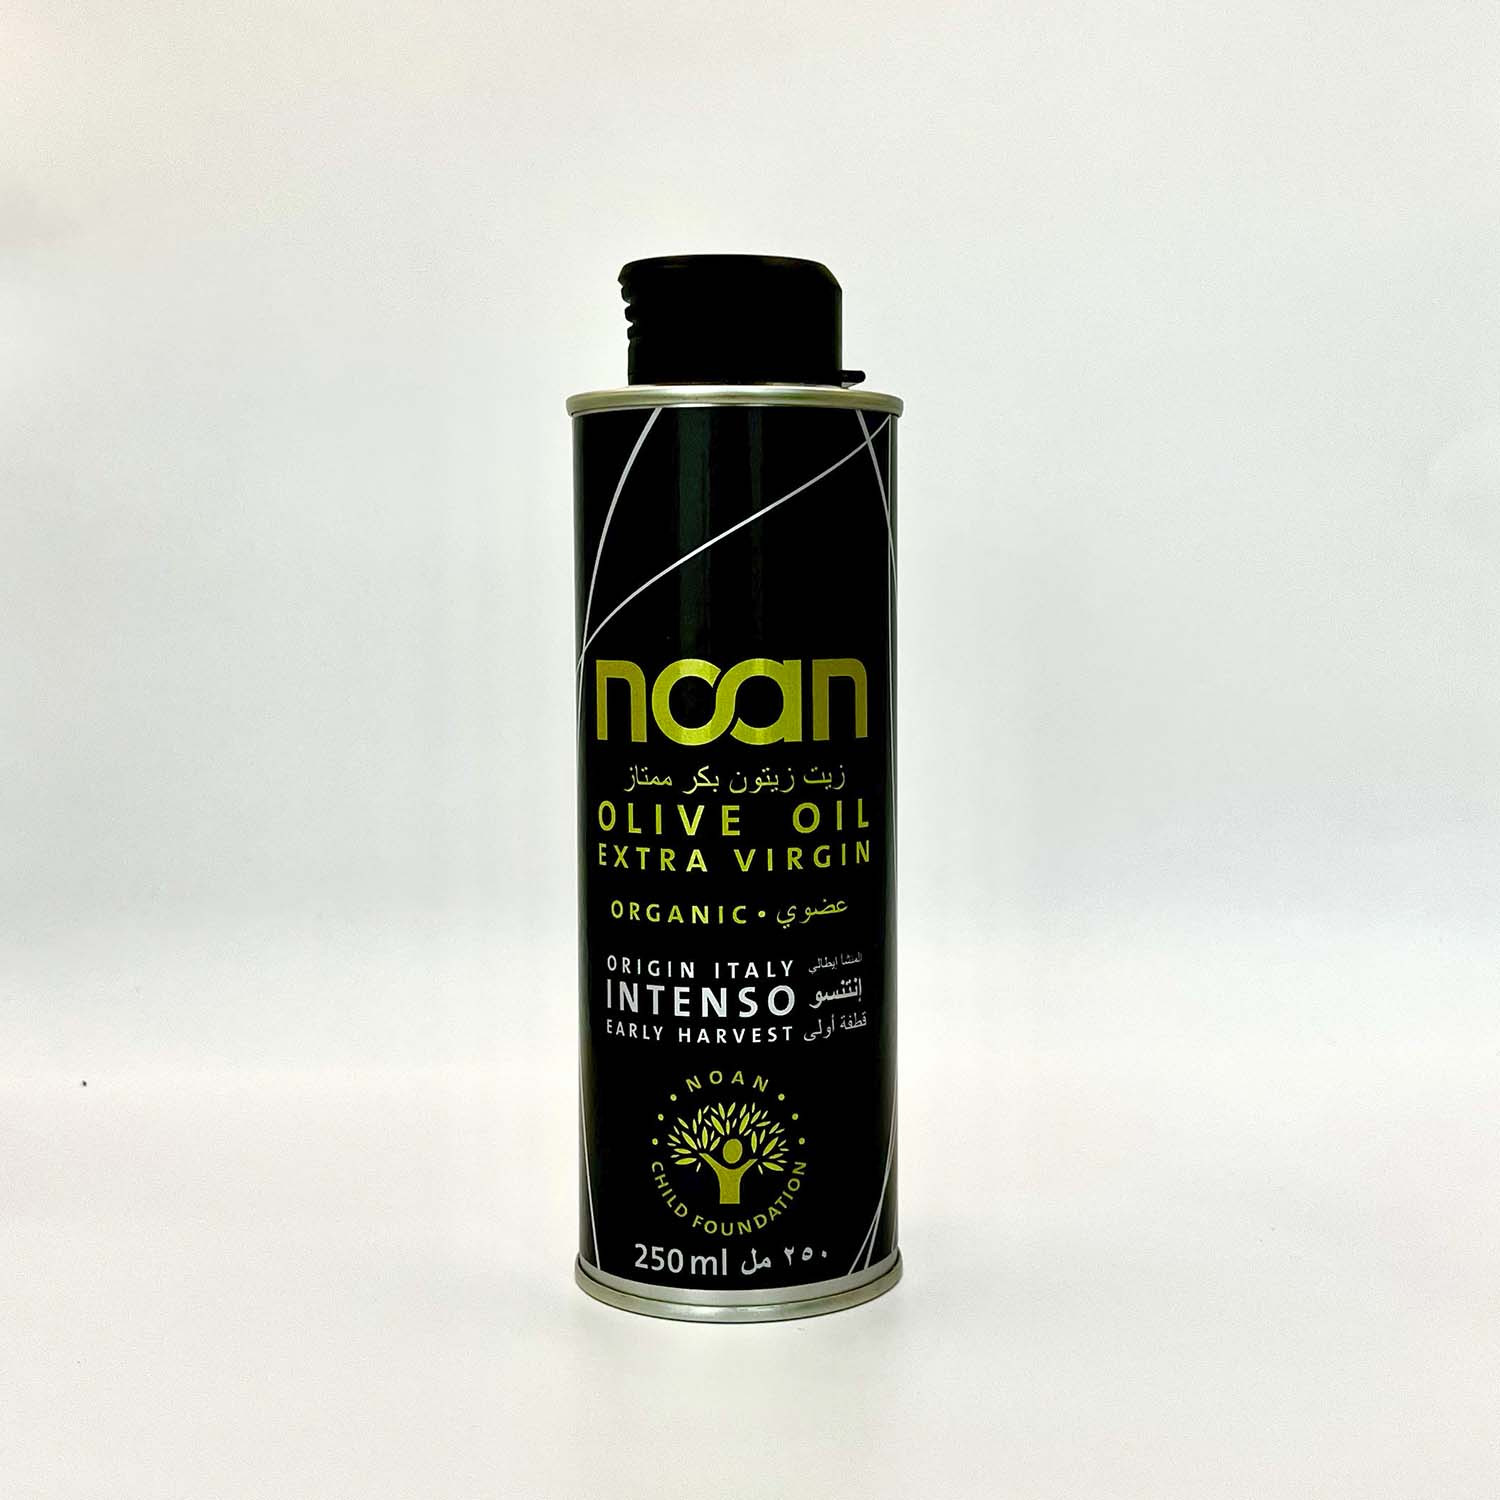 noan
زيت زيتون بكر ممتاز
OLIVE OIL
EXTRA VIRGIN
ORGANIC • عضوي
ORIGIN ITALY المنشا إيطالي
INTENSO إنتنسو
EARLY HARVEST قطفة أولى
NOAN
CHILD FOUNDATION
250ml ٢٥٠ مل